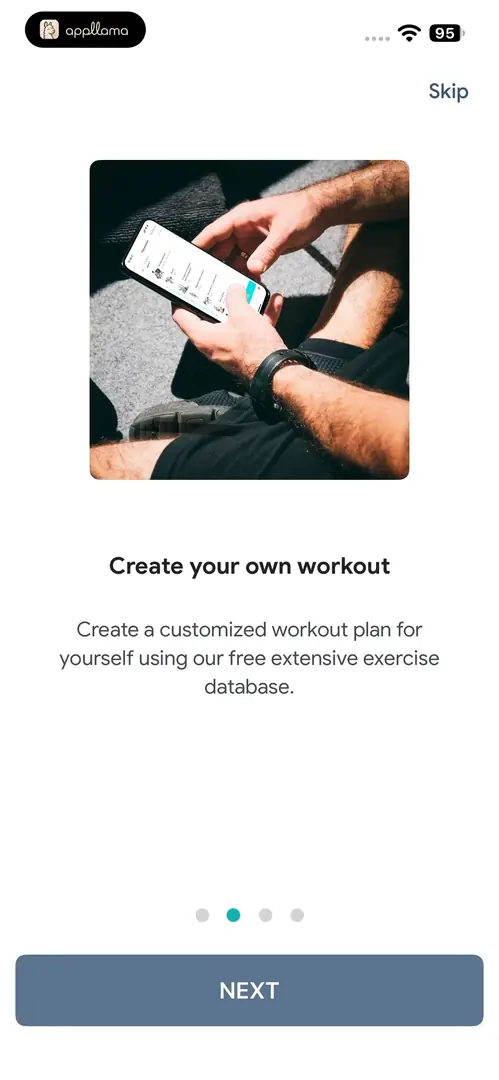 appllama
95
Skip
Create your own workout
Create a customized workout plan for
yourself using our free extensive exercise
database.
NEXT